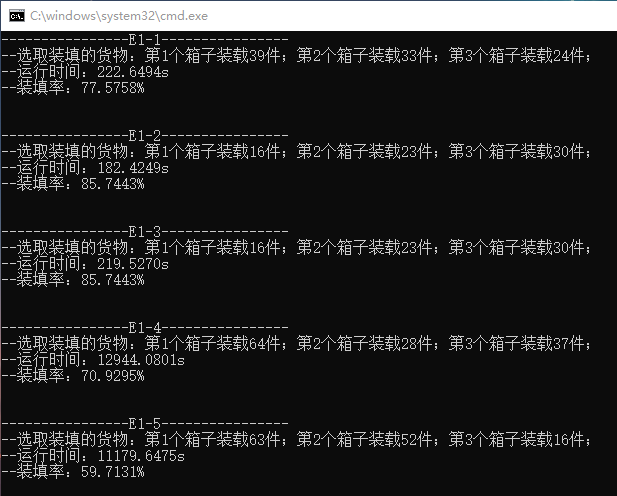 C:\windows\system32\cmd.exe
----------------E1-1----------------
--选取装填的货物：第1个箱子装载39件；第2个箱子装载33件；第3个箱子装载24件；
--运行时间：222.6494s
--装填率：77.5758%
----------------E1-2----------------
--选取装填的货物：第1个箱子装载16件；第2个箱子装载23件；第3个箱子装载30件；
--运行时间：182.4249s
--装填率：85.7443%
----------------E1-3----------------
--选取装填的货物：第1个箱子装载16件；第2个箱子装载23件；第3个箱子装载30件；
--运行时间：219.5270s
--装填率：85.7443%
----------------E1-4----------------
--选取装填的货物：第1个箱子装载64件；第2个箱子装载28件；第3个箱子装载37件；
--运行时间：12944.0801s
--装填率：70.9295%
----------------E1-5----------------
--选取装填的货物：第1个箱子装载63件；第2个箱子装载52件；第3个箱子装载16件；
--运行时间：11179.6475s
--装填率：59.7131%